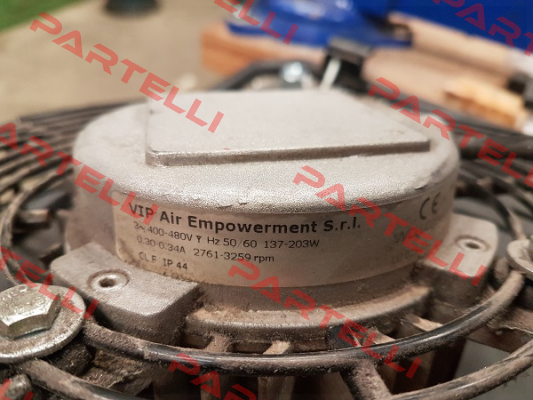 VIP Air Empowerment S.r.l.
3~ 400-480V Y Hz 50/60 137-203W
0.30-0.34A 2761-3259 rpm
CL F IP 44
CE
PARTELLI
PARTELLI
PARTELLI
PARTELLI
PARTELLI
PARTELLI
PARTELLI